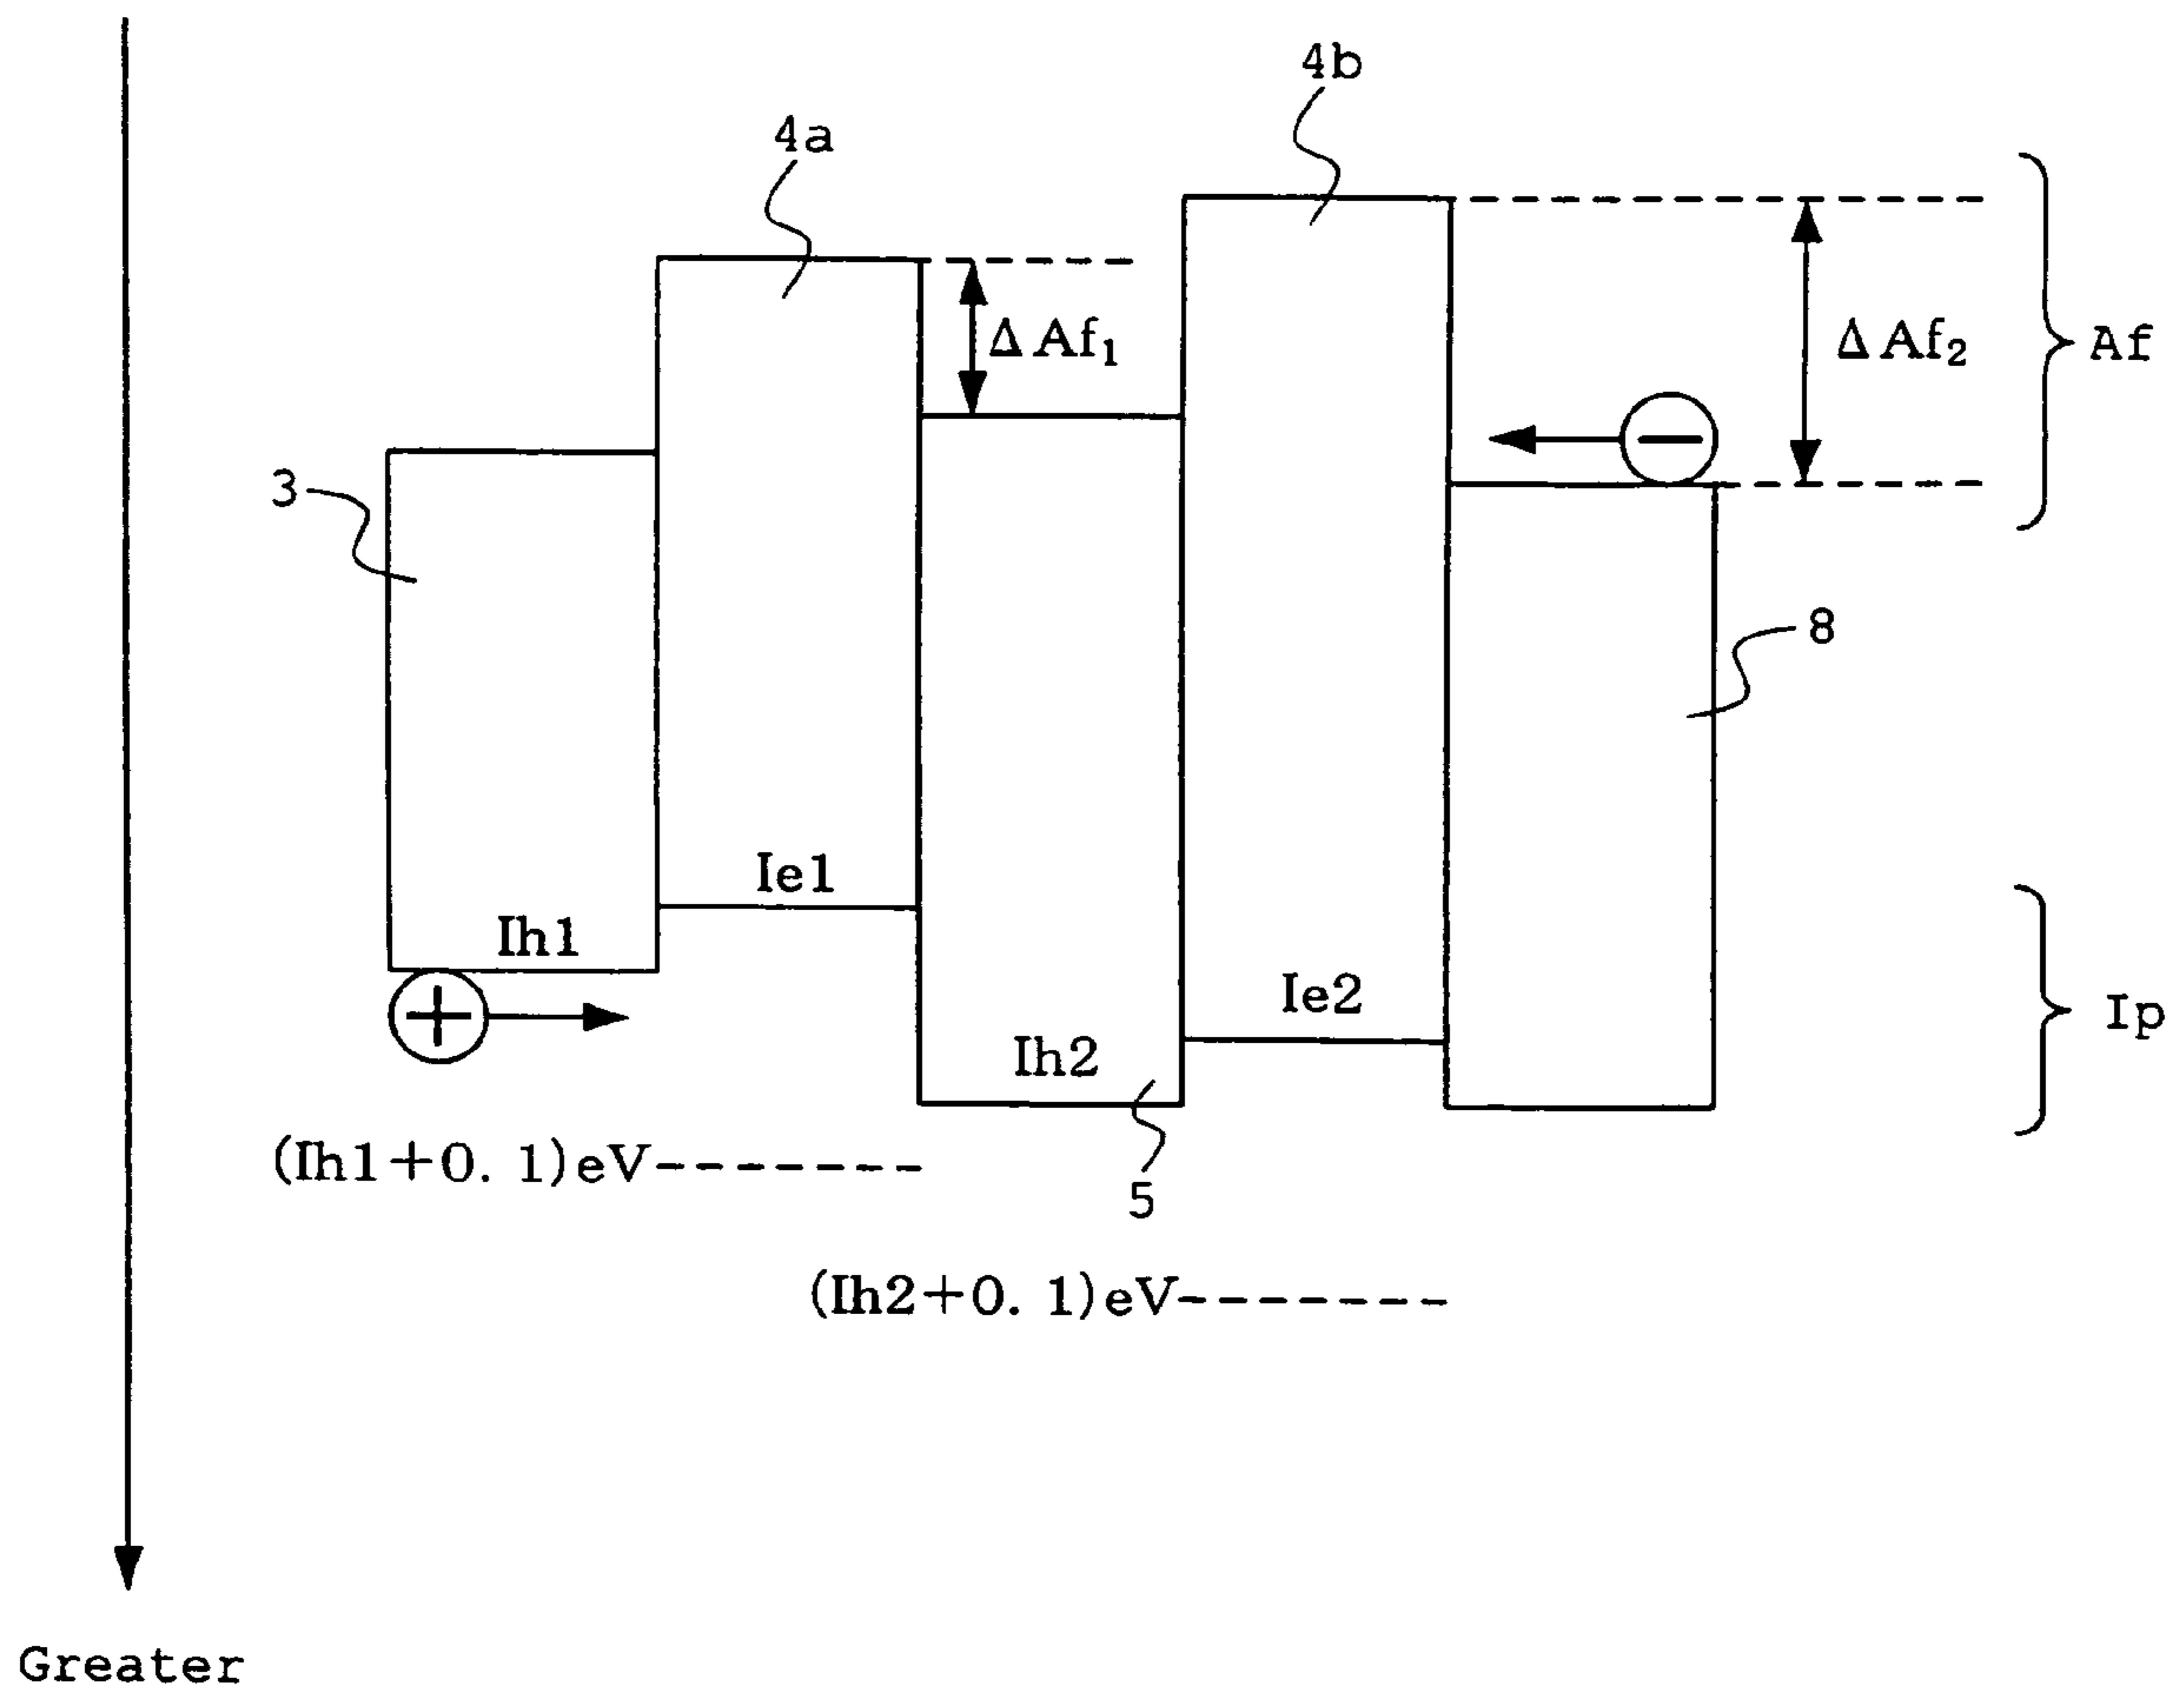 4b
4a
ΔAf₁
ΔAf₂
Af
3
8
Ie1
Ih1
Ie2
Ip
Ih2
(Ih1+0.1)eV
5
(Ih2+0.1)eV
Greater